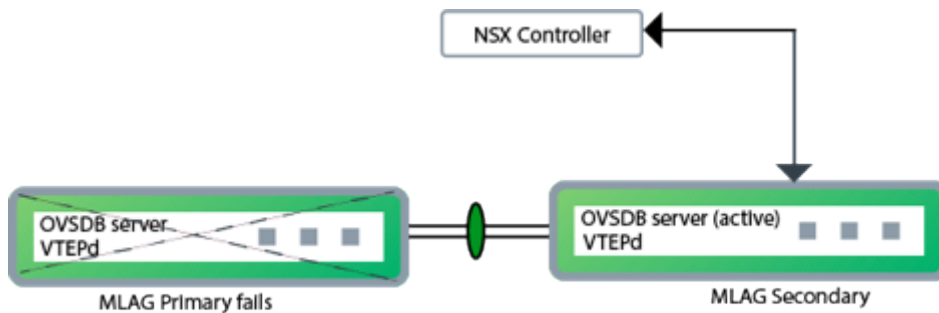 NSX Controller
OVSDB server
VTEPd
OVSDB server (active)
VTEPd
MLAG Primary fails
MLAG Secondary